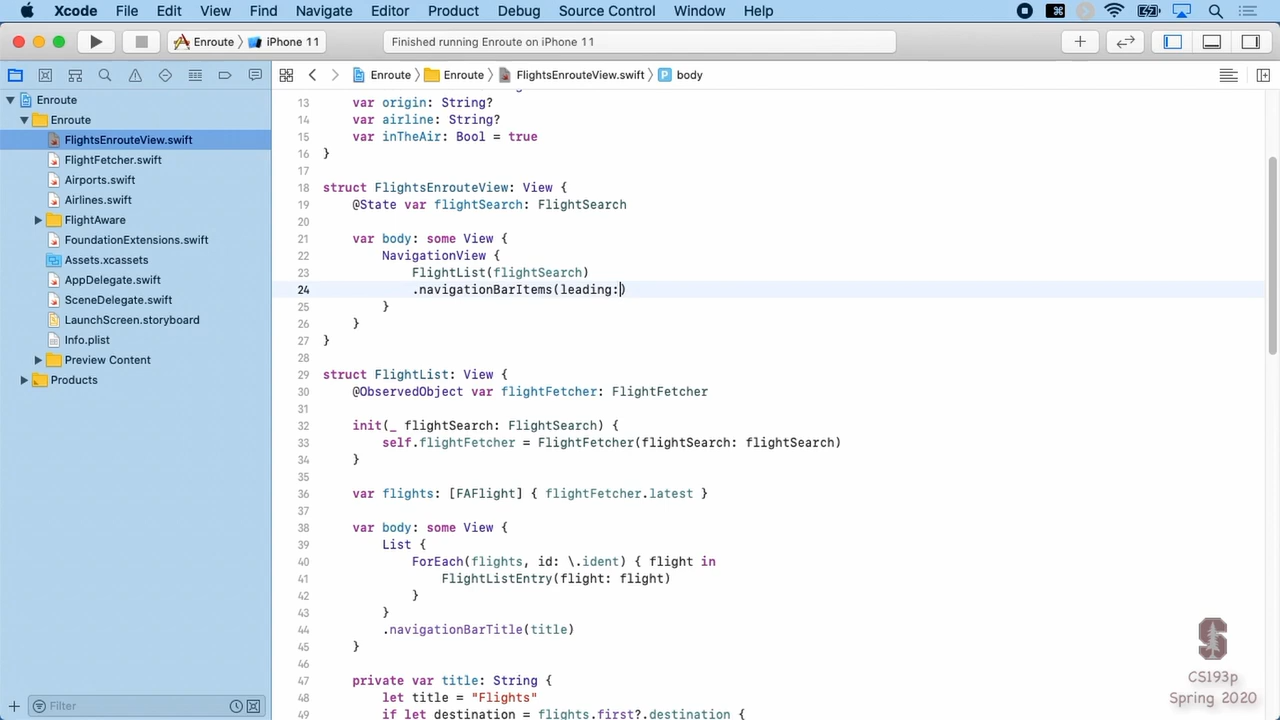 Xcode File Edit View Find Navigate Editor Product Debug Source Control Window Help
Enroute iPhone 11 Finished running Enroute on iPhone 11
Enroute Enroute FlightsEnrouteView.swift P body
Enroute
Enroute
FlightsEnrouteView.swift
FlightFetcher.swift
Airports.swift
Airlines.swift
FlightAware
FoundationExtensions.swift
Assets.xcassets
AppDelegate.swift
SceneDelegate.swift
LaunchScreen.storyboard
Info.plist
Preview Content
Products
Filter
13 var origin: String?
14 var airline: String?
15 var inTheAir: Bool = true
16 }
17
18 struct FlightsEnrouteView: View {
19 @State var flightSearch: FlightSearch
20
21 var body: some View {
22 NavigationView {
23 FlightList(flightSearch)
24 .navigationBarItems(leading:)
25 }
26 }
27 }
28
29 struct FlightList: View {
30 @ObservedObject var flightFetcher: FlightFetcher
31
32 init(_ flightSearch: FlightSearch) {
33 self.flightFetcher = FlightFetcher(flightSearch: flightSearch)
34 }
35
36 var flights: [FAFlight] { flightFetcher.latest }
37
38 var body: some View {
39 List {
40 ForEach(flights, id: \.ident) { flight in
41 FlightListEntry(flight: flight)
42 }
43 }
44 .navigationBarTitle(title)
45 }
46
47 private var title: String {
48 let title = "Flights"
49 if let destination = flights.first?.destination {
CS193p
Spring 2020